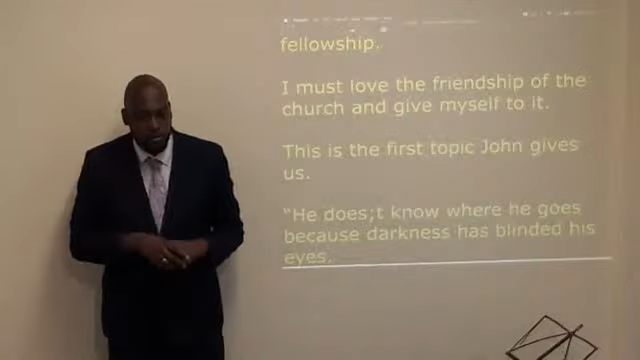 fellowship.
I must love the friendship of the
church and give myself to it.
This is the first topic John gives
us.
"He does;t know where he goes
because darkness has blinded his
eyes.